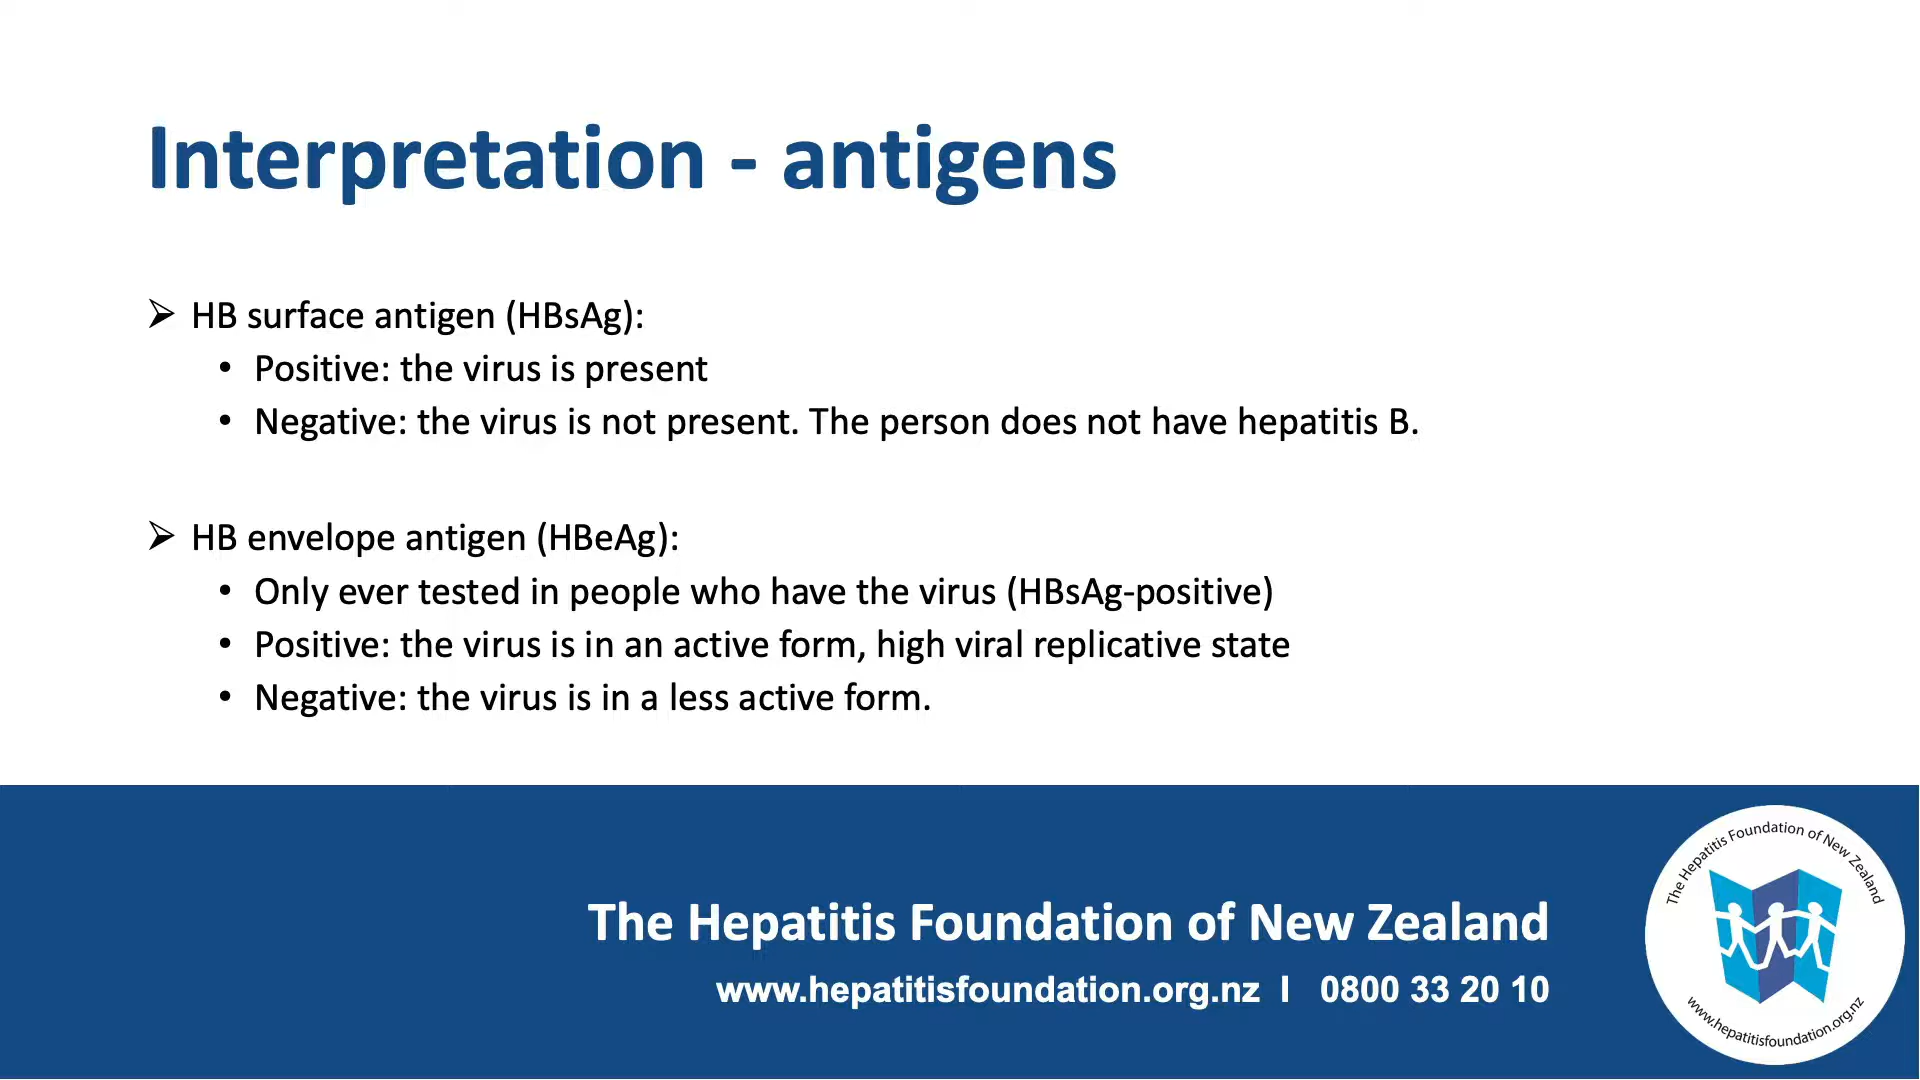 Interpretation - antigens
➢ HB surface antigen (HBsAg):
• Positive: the virus is present
• Negative: the virus is not present. The person does not have hepatitis B.
➢ HB envelope antigen (HBeAg):
• Only ever tested in people who have the virus (HBsAg-positive)
• Positive: the virus is in an active form, high viral replicative state
• Negative: the virus is in a less active form.
The Hepatitis Foundation of New Zealand
www.hepatitisfoundation.org.nz I 0800 33 20 10
The Hepatitis Foundation of New Zealand
www.hepatitisfoundation.org.nz